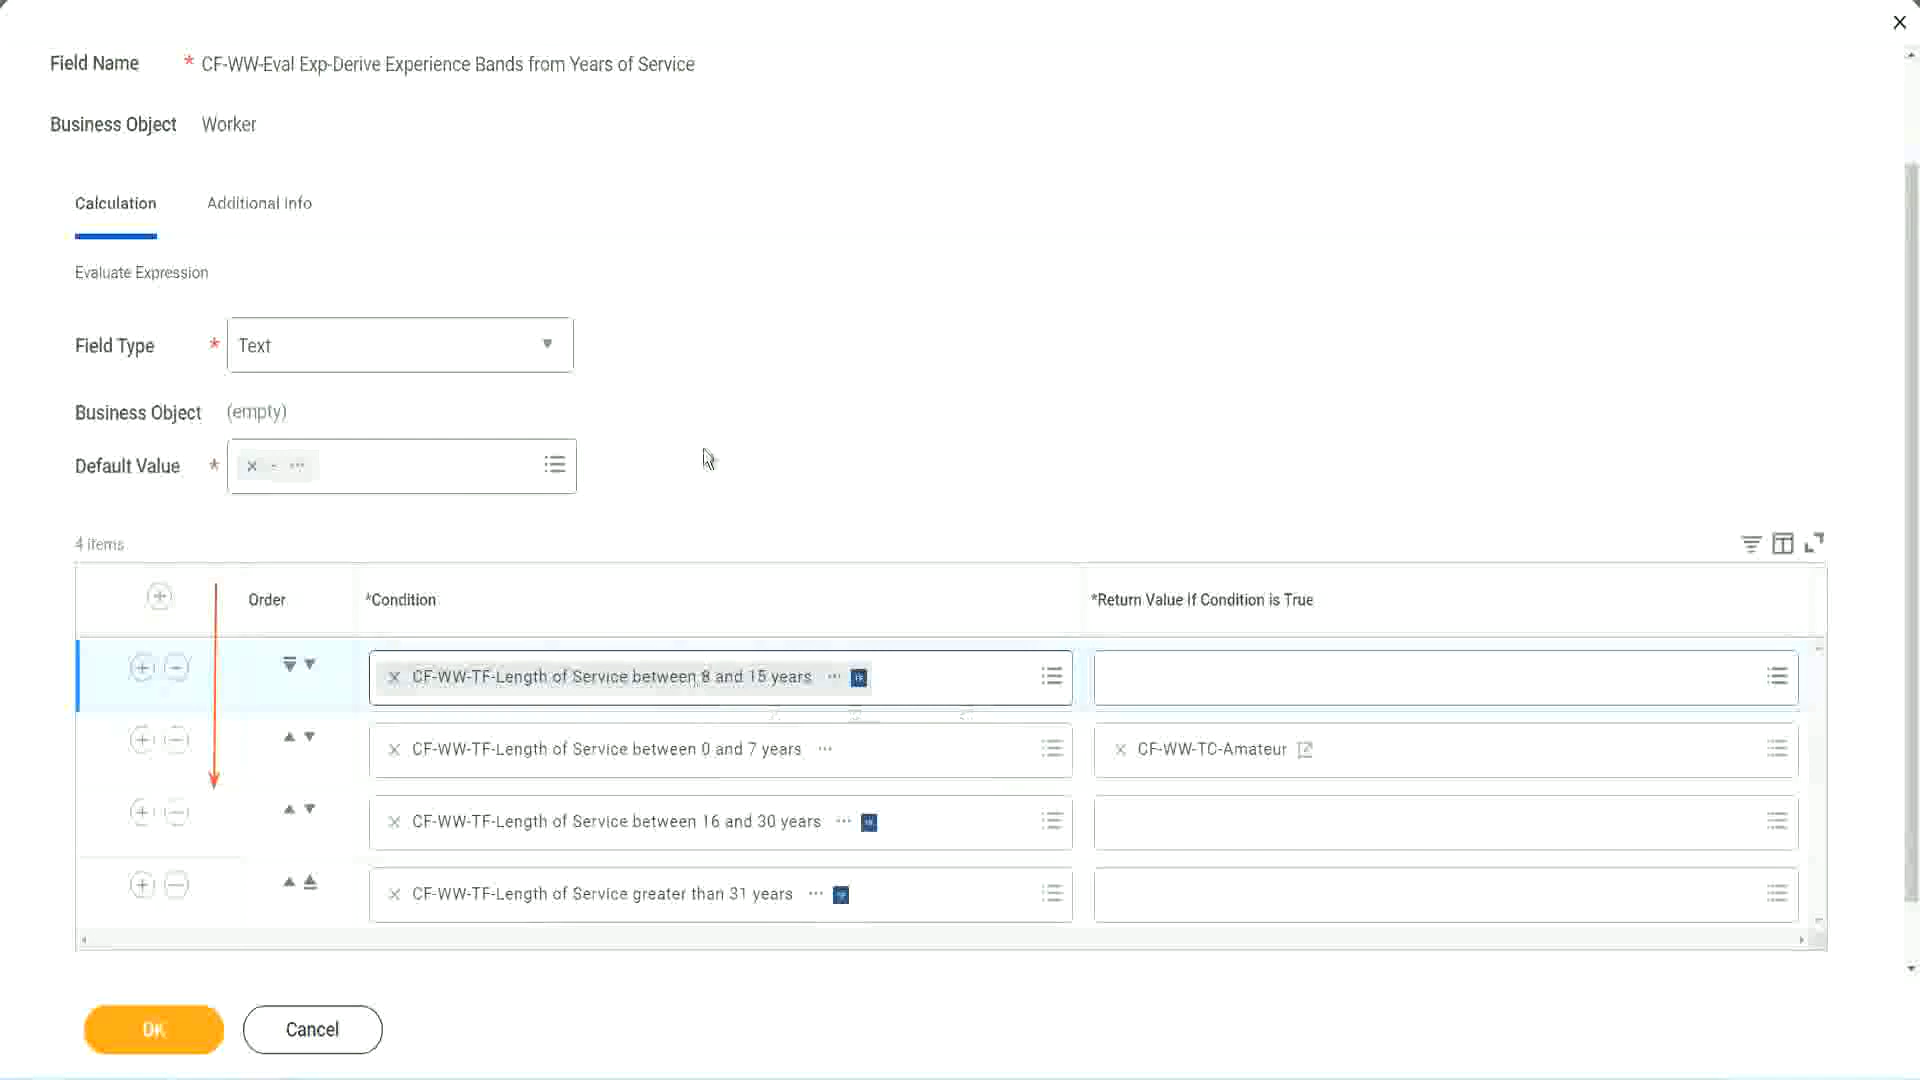 Field Name * CF-WW-Eval Exp-Derive Experience Bands from Years of Service
Business Object Worker
Calculation Additional Info
Evaluate Expression
Field Type * Text
Business Object (empty)
Default Value * × - ...
4 items
Order *Condition *Return Value If Condition is True
CF-WW-TF-Length of Service between 8 and 15 years ...
CF-WW-TF-Length of Service between 0 and 7 years ... CF-WW-TC-Amateur
CF-WW-TF-Length of Service between 16 and 30 years ...
CF-WW-TF-Length of Service greater than 31 years ...
OK Cancel